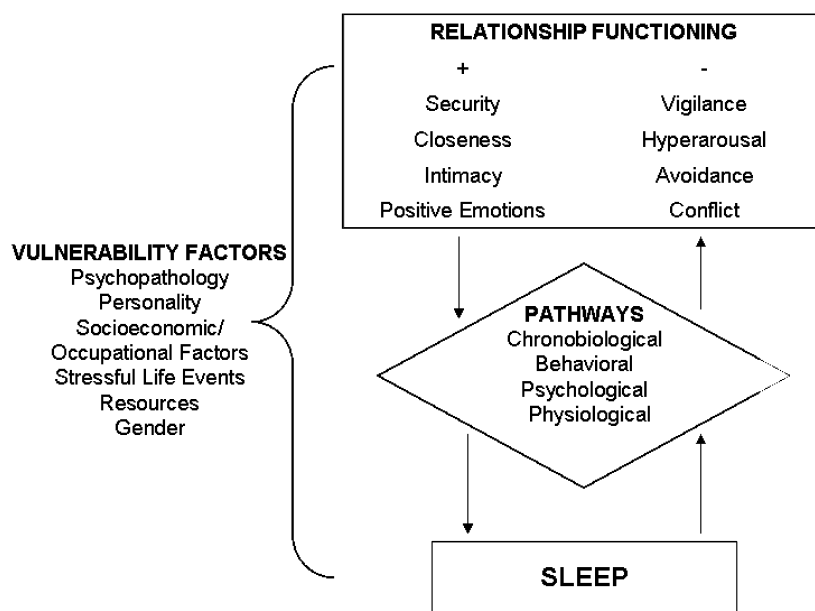 RELATIONSHIP FUNCTIONING
+ -
Security Vigilance
Closeness Hyperarousal
Intimacy Avoidance
Positive Emotions Conflict
VULNERABILITY FACTORS
Psychopathology
Personality
Socioeconomic/
Occupational Factors
Stressful Life Events
Resources
Gender
PATHWAYS
Chronobiological
Behavioral
Psychological
Physiological
SLEEP